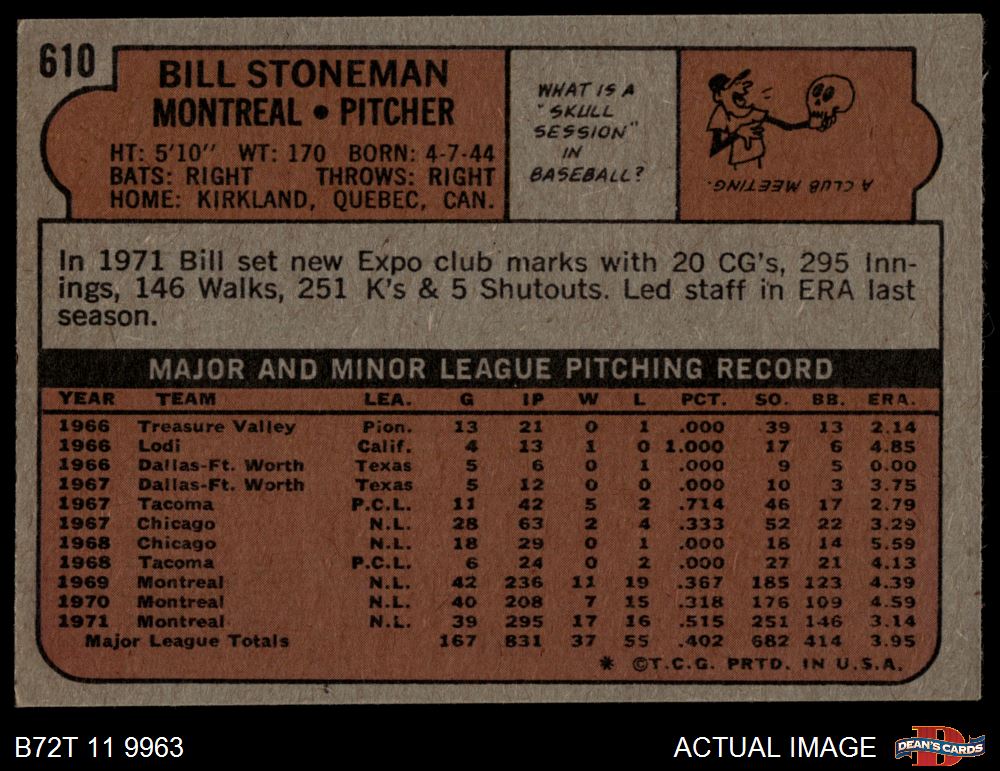 610
BILL STONEMAN
MONTREAL • PITCHER
HT: 5'10" WT: 170 BORN: 4-7-44
BATS: RIGHT THROWS: RIGHT
HOME: KIRKLAND, QUEBEC, CAN.
WHAT IS A
"SKULL
SESSION"
IN
BASEBALL?
A CLUB MEETING.
In 1971 Bill set new Expo club marks with 20 CG's, 295 Inn-
ings, 146 Walks, 251 K's & 5 Shutouts. Led staff in ERA last
season.
MAJOR AND MINOR LEAGUE PITCHING RECORD
YEAR TEAM LEA. G IP W L PCT. SO. BB. ERA.
1966 Treasure Valley Pion. 13 21 0 1 .000 39 13 2.14
1966 Lodi Calif. 4 13 1 0 1.000 17 6 4.85
1966 Dallas-Ft. Worth Texas 5 6 0 1 .000 9 5 0.00
1967 Dallas-Ft. Worth Texas 5 12 0 0 .000 10 3 3.75
1967 Tacoma P.C.L. 11 42 5 2 .714 46 17 2.79
1967 Chicago N.L. 28 63 2 4 .333 52 22 3.29
1968 Chicago N.L. 18 29 0 1 .000 18 14 5.59
1968 Tacoma P.C.L. 6 24 0 2 .000 27 21 4.13
1969 Montreal N.L. 42 236 11 19 .367 185 123 4.39
1970 Montreal N.L. 40 208 7 15 .318 176 109 4.59
1971 Montreal N.L. 39 295 17 16 .515 251 146 3.14
Major League Totals 167 831 37 55 .402 682 414 3.95
* ©T.C.G. PRTD. IN U.S.A.
B72T 11 9963
ACTUAL IMAGE
DEAN'S CARDS